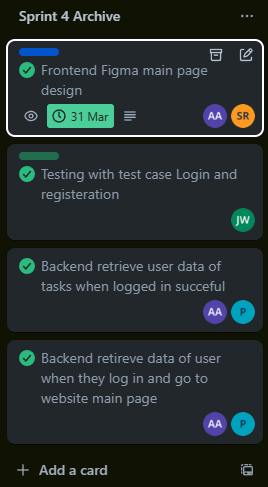 Sprint 4 Archive
Frontend Figma main page
design
31 Mar
AA SR
Testing with test case Login and
registeration
JW
Backend retrieve user data of
tasks when logged in succeful
AA P
Backend retireve data of user
when they log in and go to
website main page
AA P
Add a card